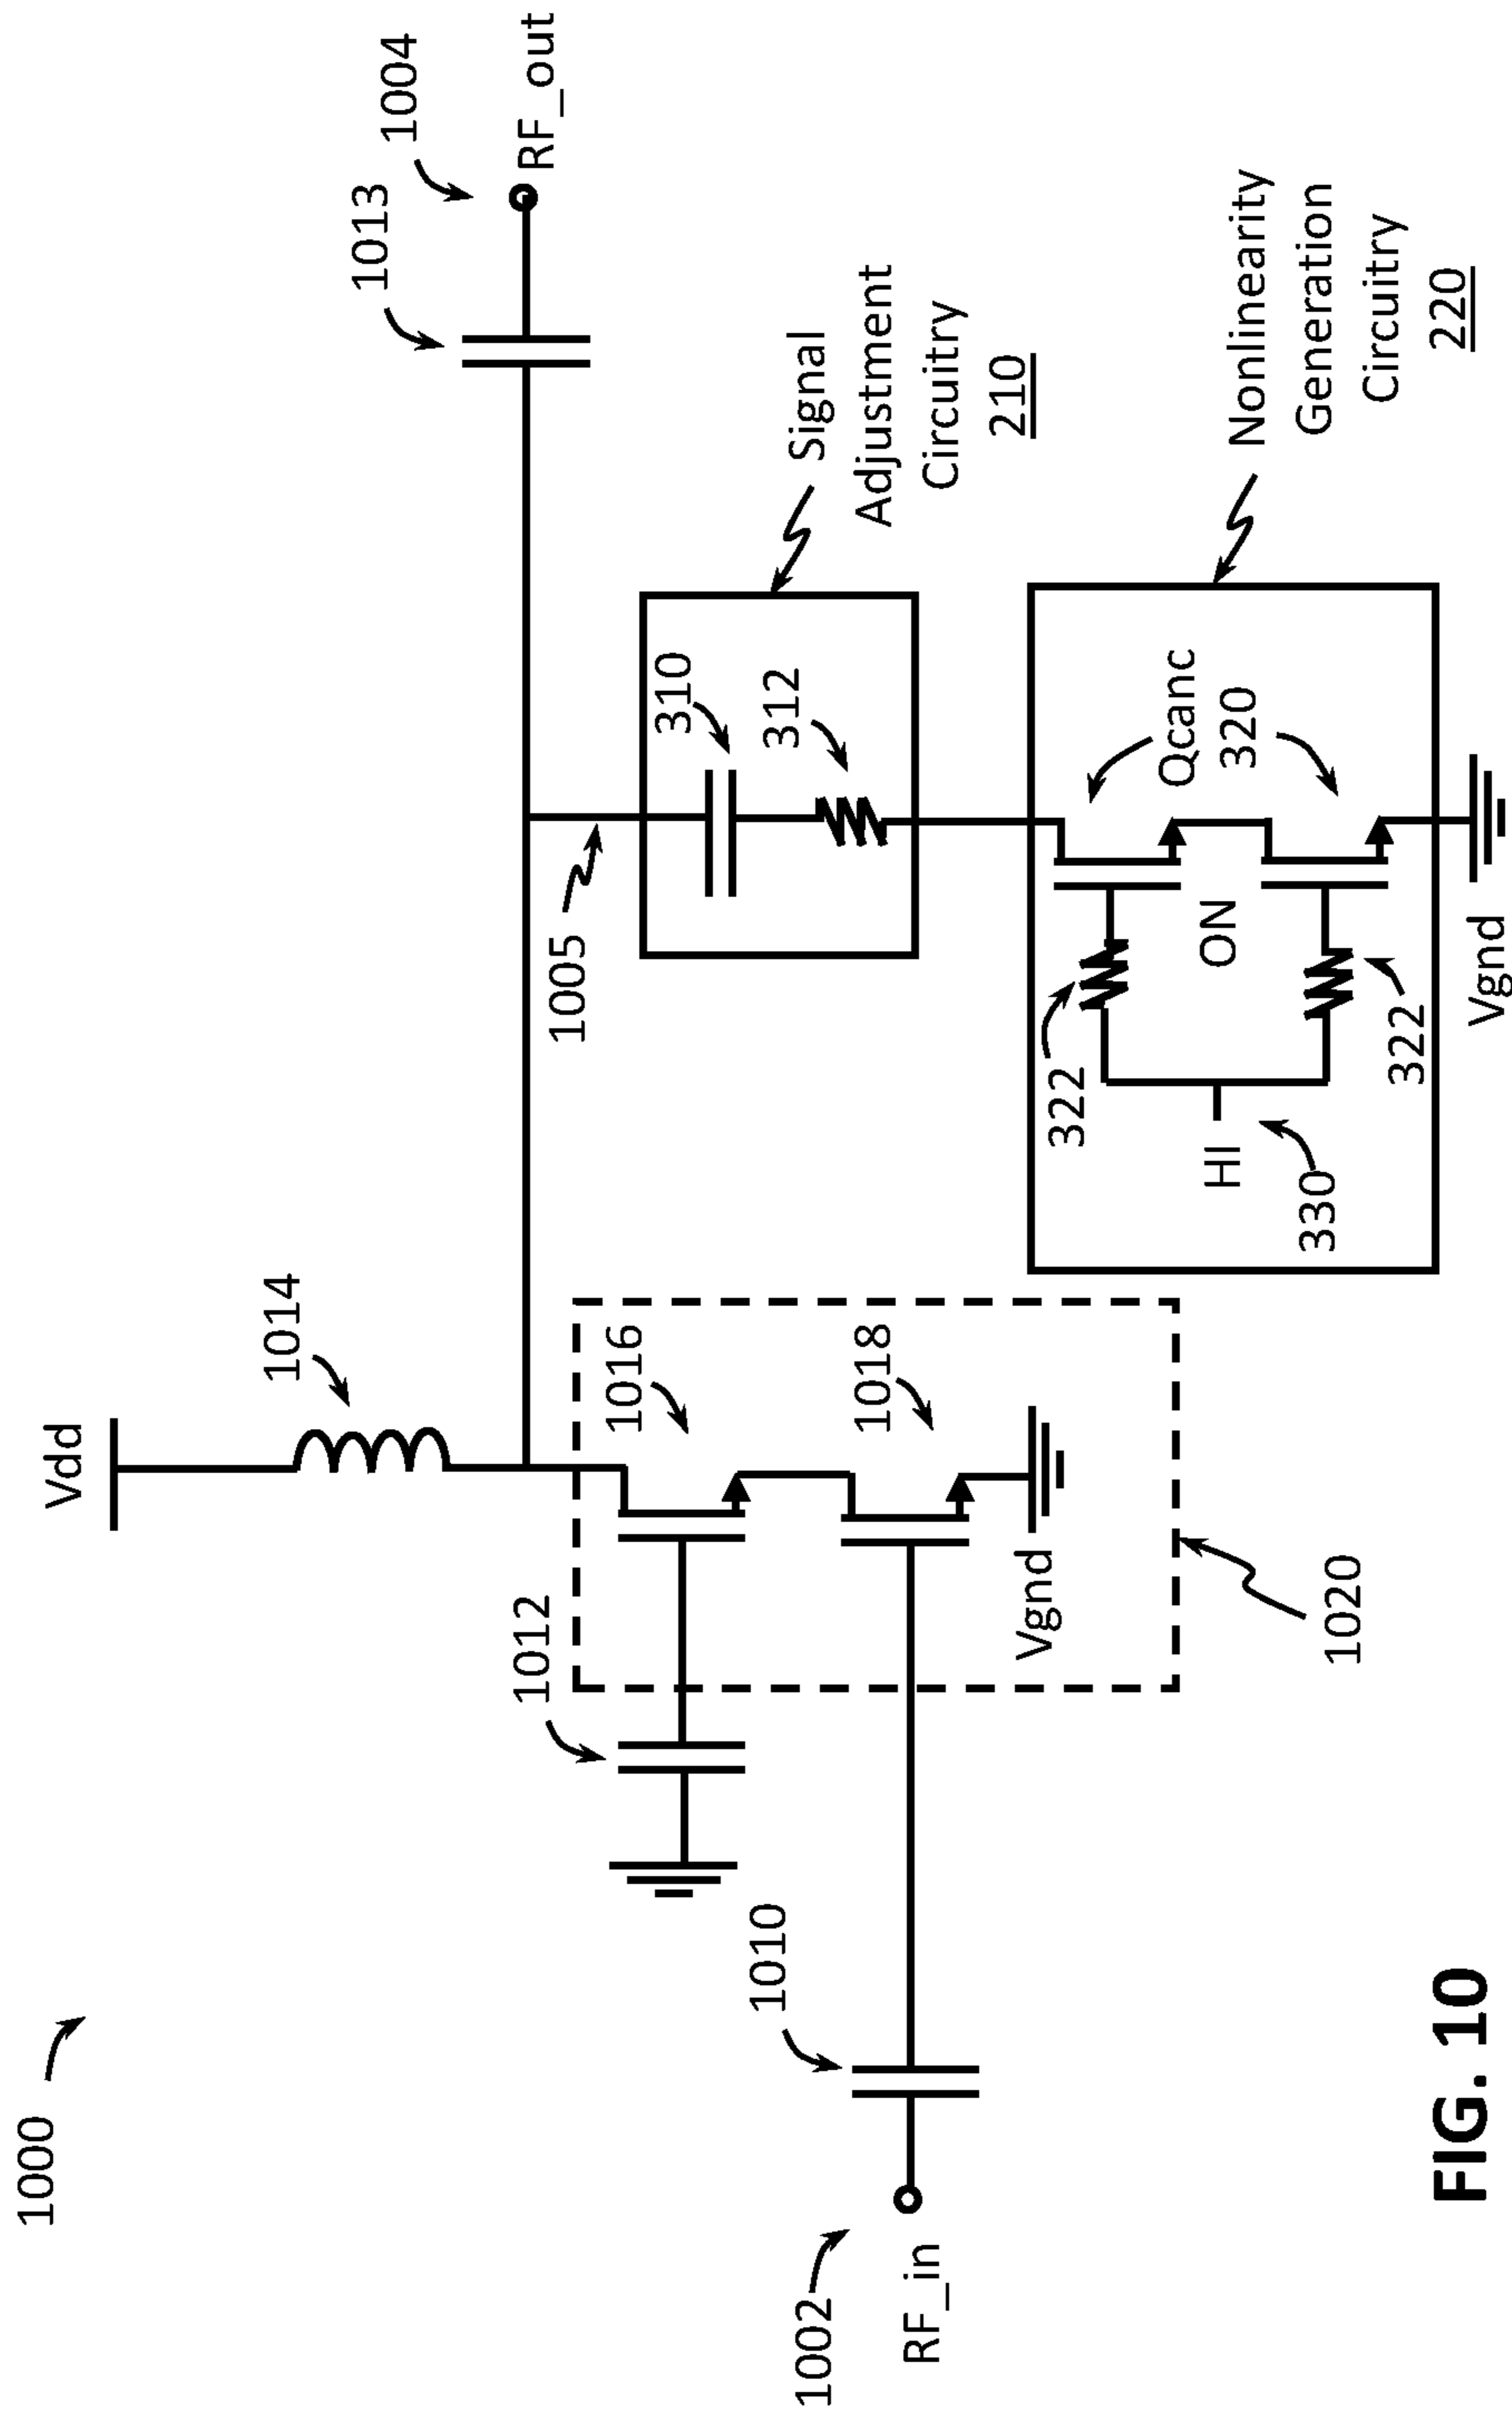 1000
Vdd
1014
1013
1004
RF_out
1012
1016
1005
310
312
Signal
Adjustment
Circuitry
210
1010
1018
1002
RF_in
Vgnd
1020
322
ON
Qcanc
320
HI
330
322
Vgnd
Nonlinearity
Generation
Circuitry
220
FIG. 10